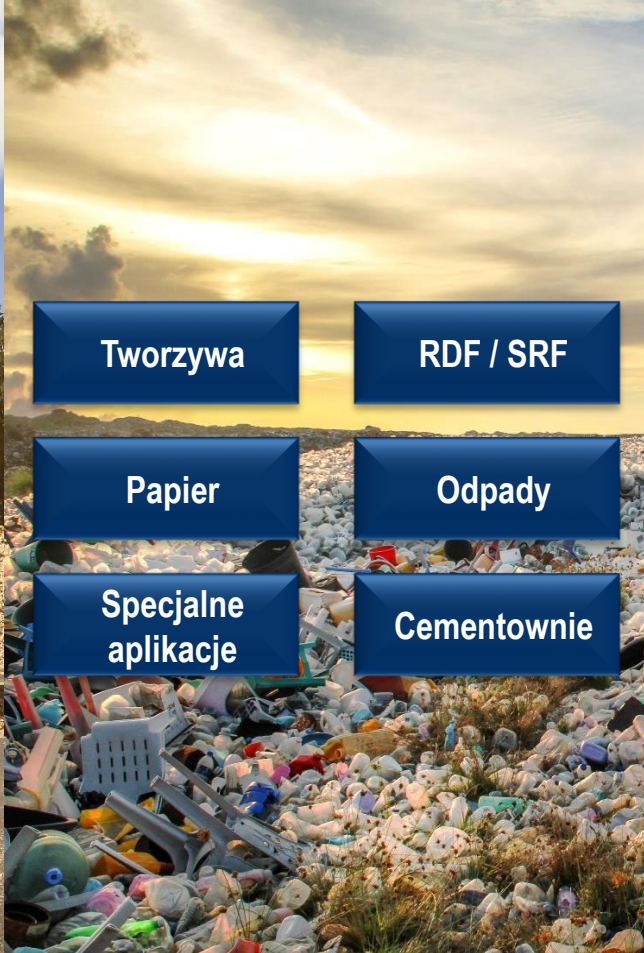 Tworzywa
RDF / SRF
Papier
Odpady
Specjalne
aplikacje
Cementownie